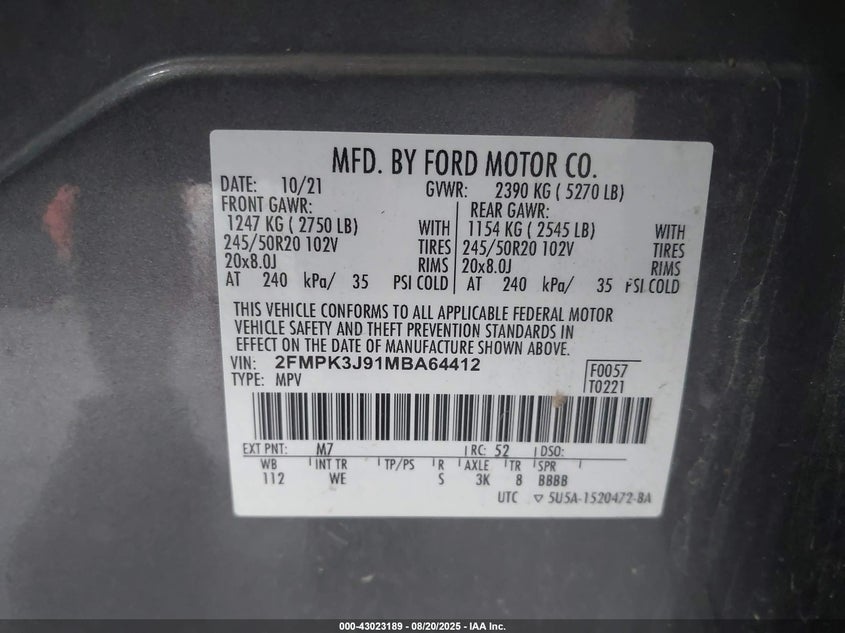 MFD. BY FORD MOTOR CO.
DATE: 10/21 GVWR: 2390 KG ( 5270 LB)
FRONT GAWR: REAR GAWR:
1247 KG ( 2750 LB) WITH 1154 KG ( 2545 LB) WITH
245/50R20 102V TIRES 245/50R20 102V TIRES
20x8.0J RIMS 20x8.0J RIMS
AT 240 kPa/ 35 PSI COLD AT 240 kPa/ 35 PSI COLD
THIS VEHICLE CONFORMS TO ALL APPLICABLE FEDERAL MOTOR
VEHICLE SAFETY AND THEFT PREVENTION STANDARDS IN
EFFECT ON THE DATE OF MANUFACTURE SHOWN ABOVE.
VIN: 2FMPK3J91MBA64412 F0057
TYPE: MPV T0221
EXT PNT: M7 RC: 52 DSO:
WB INT TR TP/PS R AXLE TR SPR
112 WE S 3K 8 BBBB
UTC ▽ 5U5A-1520472-BA
000-43023189 - 08/20/2025 - IAA Inc.